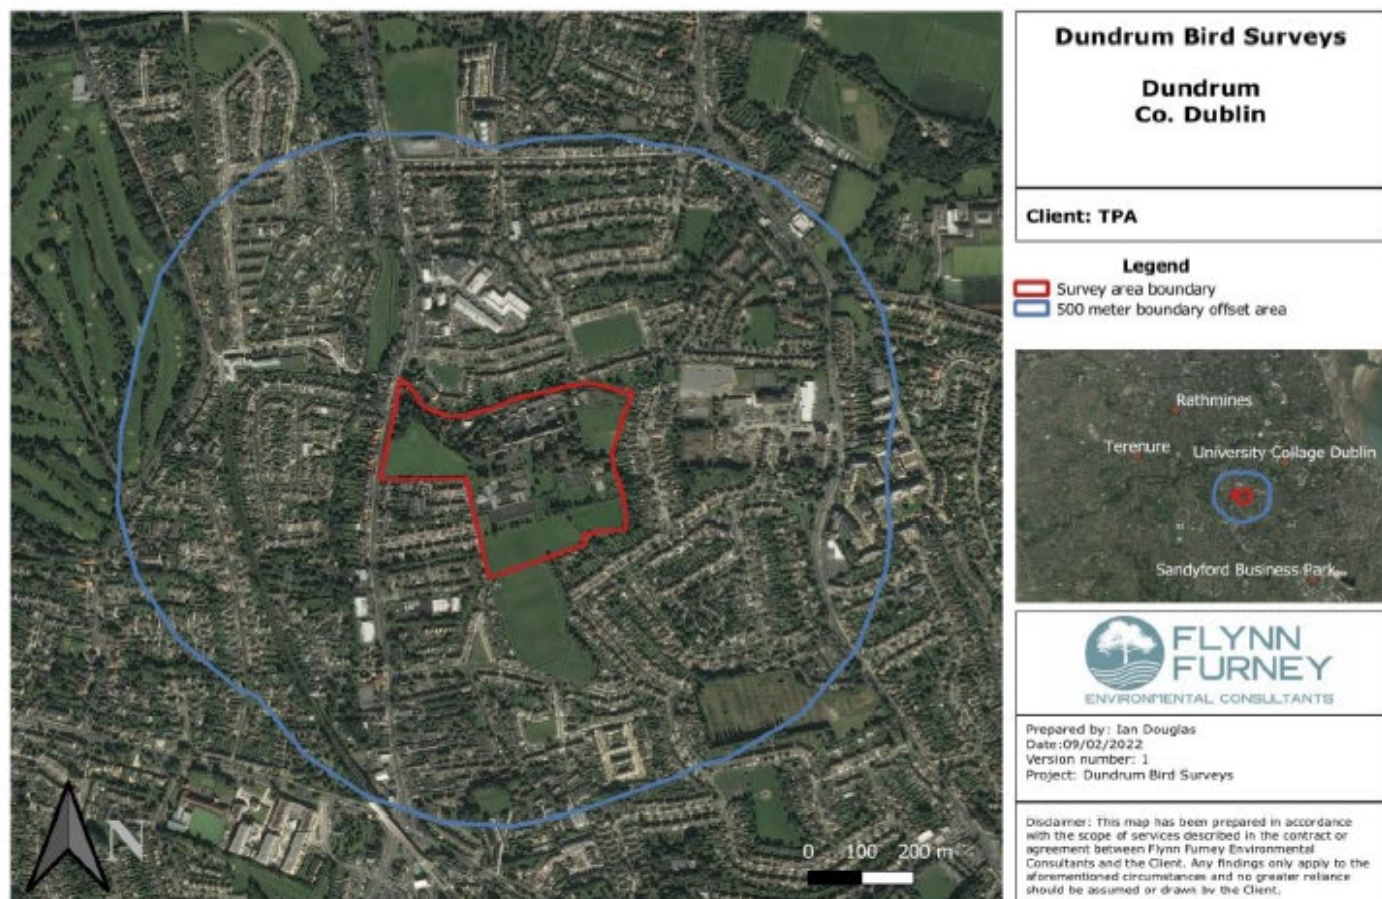 Dundrum Bird Surveys
Dundrum
Co. Dublin
Client: TPA
Legend
Survey area boundary
500 meter boundary offset area
Rathmines
Terenure
University Collage Dublin
Sandyford Business Park
FLYNN
FURNEY
ENVIRONMENTAL CONSULTANTS
Prepared by: Ian Douglas
Date:09/02/2022
Version number: 1
Project: Dundrum Bird Surveys
Disclaimer: This map has been prepared in accordance
with the scope of services described in the contract or
agreement between Flynn Furney Environmental
Consultants and the Client. Any findings only apply to the
aforementioned circumstances and no greater reliance
should be assumed or drawn by the Client.
N
0 100 200 m